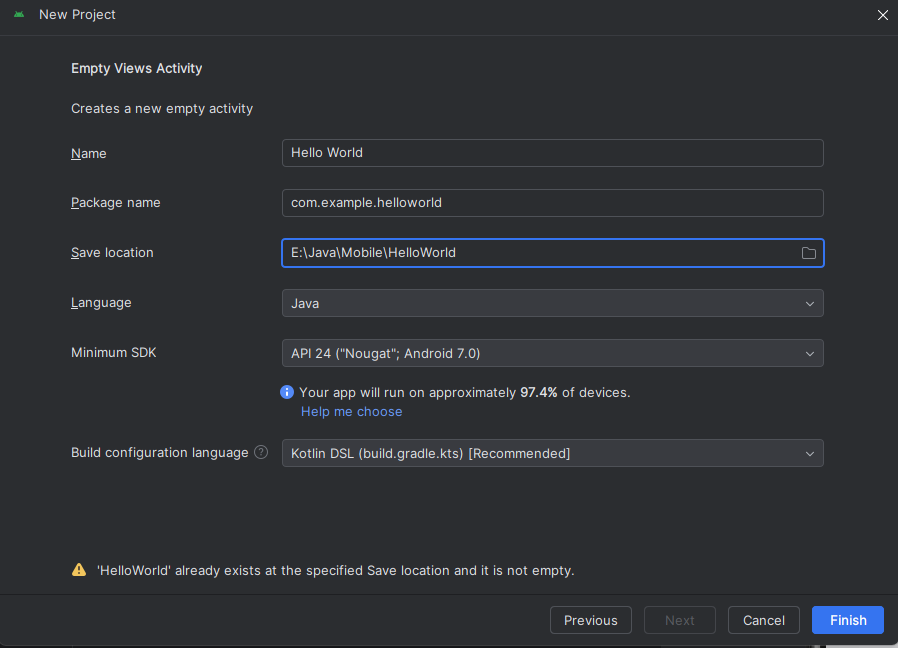 New Project
Empty Views Activity
Creates a new empty activity
Name Hello World
Package name com.example.helloworld
Save location E:\Java\Mobile\HelloWorld
Language Java
Minimum SDK API 24 ("Nougat"; Android 7.0)
Your app will run on approximately 97.4% of devices.
Help me choose
Build configuration language ? Kotlin DSL (build.gradle.kts) [Recommended]
'HelloWorld' already exists at the specified Save location and it is not empty.
Previous Next Cancel Finish